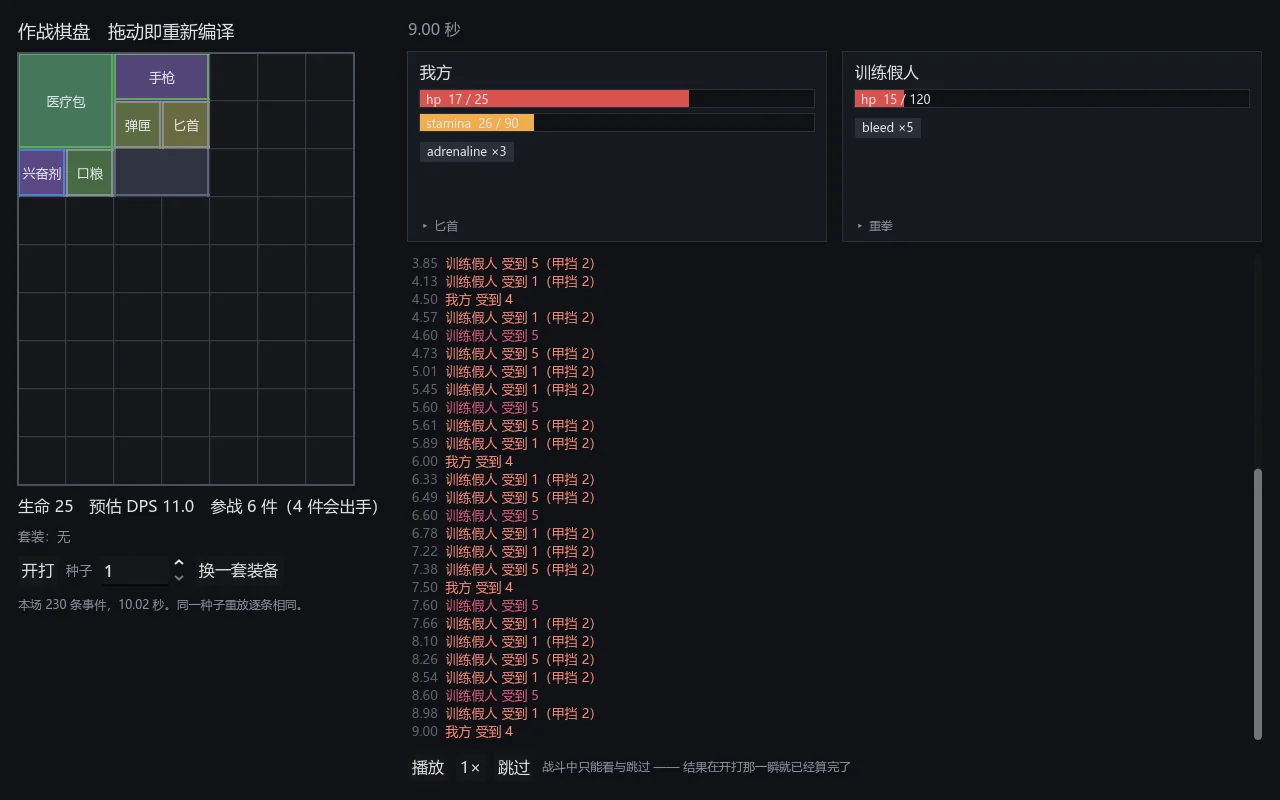 作战棋盘 拖动即重新编译
医疗包
手枪
弹匣
匕首
兴奋剂
口粮
生命 25 预估 DPS 11.0 参战 6 件（4 件会出手）
套装：无
开打 种子 1 换一套装备
本场 230 条事件，10.02 秒。同一种子重放逐条相同。
9.00 秒
我方
hp 17 / 25
stamina 26 / 90
adrenaline ×3
‣ 匕首
训练假人
hp 15 / 120
bleed ×5
‣ 重拳
3.85 训练假人 受到 5（甲挡 2）
4.13 训练假人 受到 1（甲挡 2）
4.50 我方 受到 4
4.57 训练假人 受到 1（甲挡 2）
4.60 训练假人 受到 5
4.73 训练假人 受到 5（甲挡 2）
5.01 训练假人 受到 1（甲挡 2）
5.45 训练假人 受到 1（甲挡 2）
5.60 训练假人 受到 5
5.61 训练假人 受到 5（甲挡 2）
5.89 训练假人 受到 1（甲挡 2）
6.00 我方 受到 4
6.33 训练假人 受到 1（甲挡 2）
6.49 训练假人 受到 5（甲挡 2）
6.60 训练假人 受到 5
6.78 训练假人 受到 1（甲挡 2）
7.22 训练假人 受到 1（甲挡 2）
7.38 训练假人 受到 5（甲挡 2）
7.50 我方 受到 4
7.60 训练假人 受到 5
7.66 训练假人 受到 1（甲挡 2）
8.10 训练假人 受到 1（甲挡 2）
8.26 训练假人 受到 5（甲挡 2）
8.54 训练假人 受到 1（甲挡 2）
8.60 训练假人 受到 5
8.98 训练假人 受到 1（甲挡 2）
9.00 我方 受到 4
播放 1× 跳过 战斗中只能看与跳过 —— 结果在开打那一瞬就已经算完了